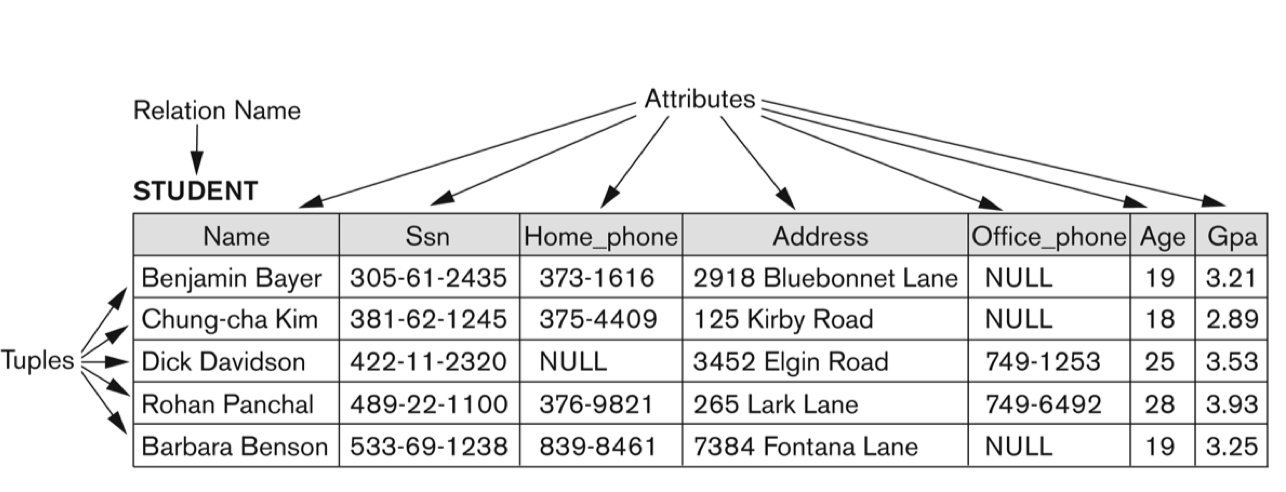 Attributes
Relation Name
STUDENT
Name Ssn Home_phone Address Office_phone Age Gpa
Benjamin Bayer 305-61-2435 373-1616 2918 Bluebonnet Lane NULL 19 3.21
Chung-cha Kim 381-62-1245 375-4409 125 Kirby Road NULL 18 2.89
Tuples Dick Davidson 422-11-2320 NULL 3452 Elgin Road 749-1253 25 3.53
Rohan Panchal 489-22-1100 376-9821 265 Lark Lane 749-6492 28 3.93
Barbara Benson 533-69-1238 839-8461 7384 Fontana Lane NULL 19 3.25